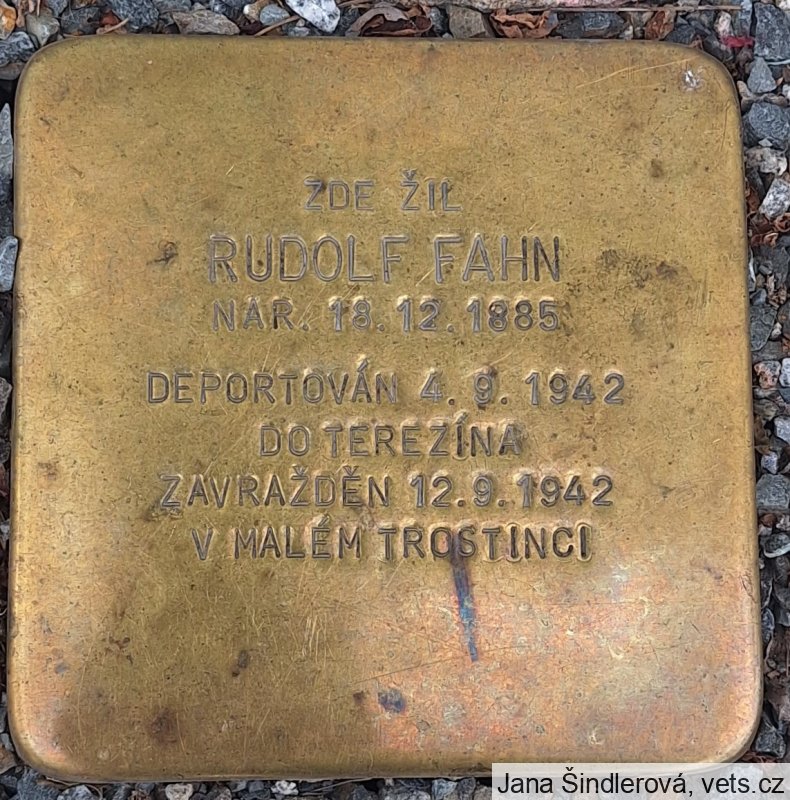 ZDE ŽIL
RUDOLF FAHN
NAR. 18. 12. 1885
DEPORTOVÁN 4. 9. 1942
DO TEREZÍNA
ZAVRAŽDĚN 12. 9. 1942
V MALÉM TROSTINCI
Jana Šindlerová, vets.cz